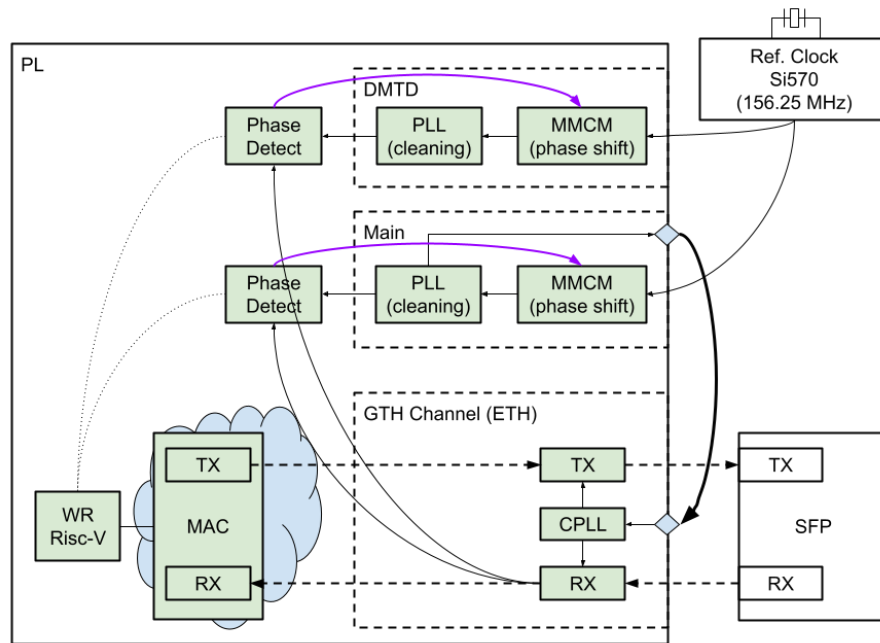 PL
Ref. Clock
Si570
(156.25 MHz)
DMTD
Phase
Detect
PLL
(cleaning)
MMCM
(phase shift)
Main
Phase
Detect
PLL
(cleaning)
MMCM
(phase shift)
GTH Channel (ETH)
TX
TX
TX
WR
Risc-V
MAC
CPLL
SFP
RX
RX
RX